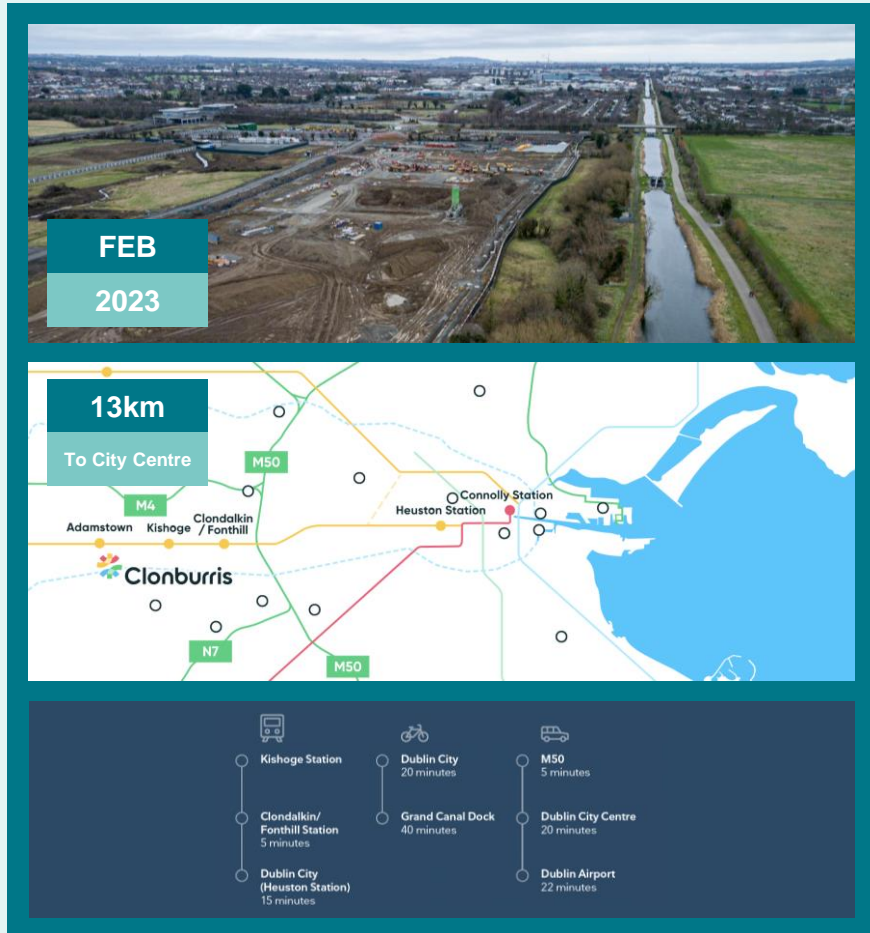 FEB
2023
13km
To City Centre
M50
M4
Connolly Station
Heuston Station
Adamstown
Kishoge
Clondalkin
/ Fonthill
Clonburris
N7
M50
Kishoge Station
Clondalkin/
Fonthill Station
5 minutes
Dublin City
(Heuston Station)
15 minutes
Dublin City
20 minutes
Grand Canal Dock
40 minutes
M50
5 minutes
Dublin City Centre
20 minutes
Dublin Airport
22 minutes